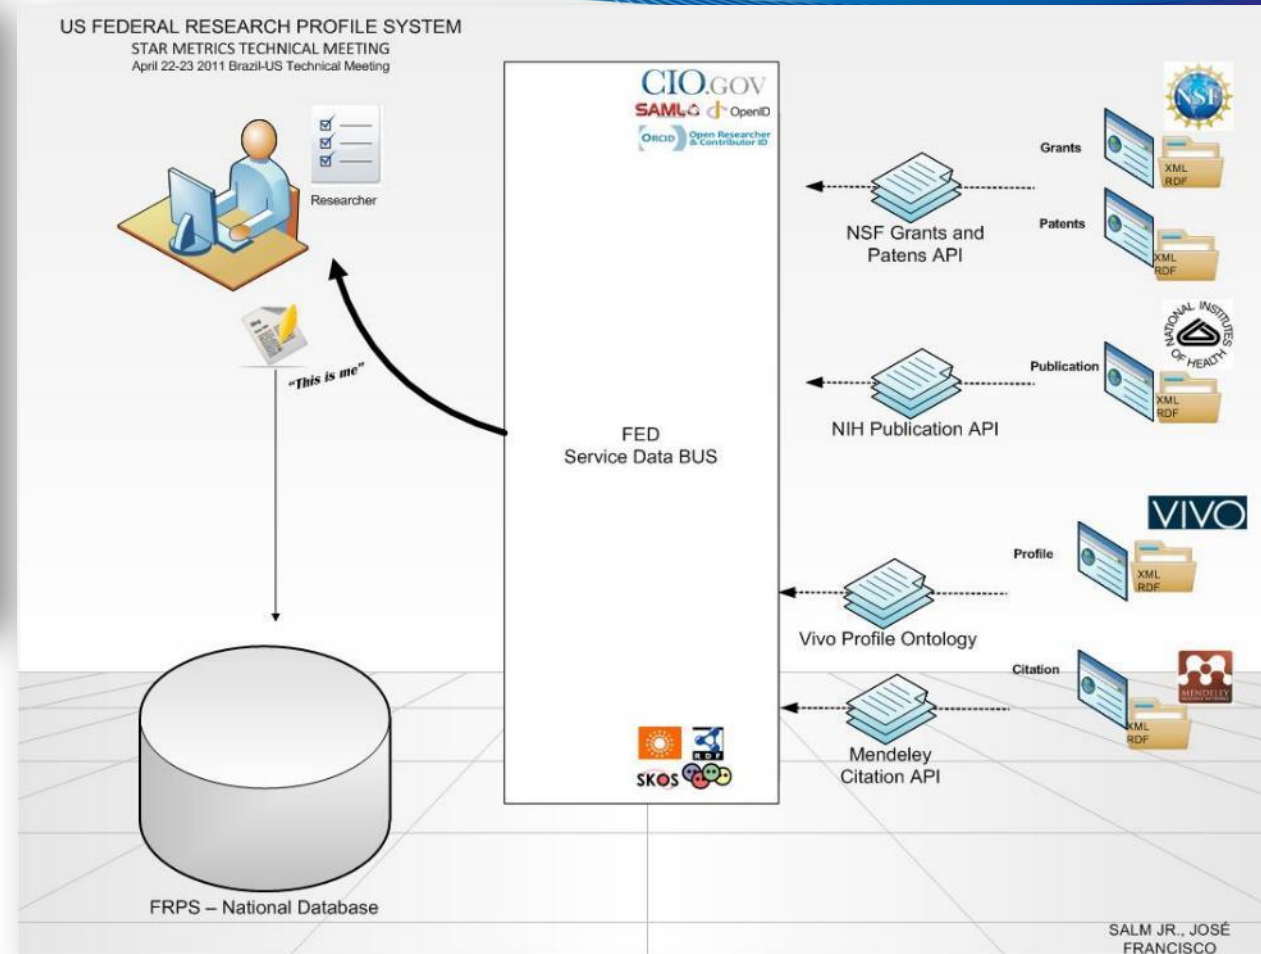 US FEDERAL RESEARCH PROFILE SYSTEM
STAR METRICS TECHNICAL MEETING
April 22-23 2011 Brazil-US Technical Meeting
Researcher
"This is me"
FRPS – National Database
CIO.GOV
SAML OpenID
ORCID Open Researcher
& Contributor ID
FED
Service Data BUS
RDF
SKOS
NSF Grants and
Patens API
NIH Publication API
Vivo Profile Ontology
Mendeley
Citation API
Grants
NSF
XML
RDF
Patents
XML
RDF
NATIONAL INSTITUTES
OF HEALTH
Publication
XML
RDF
VIVO
Profile
XML
RDF
Citation
MENDELEY
XML
RDF
SALM JR., JOSÉ
FRANCISCO